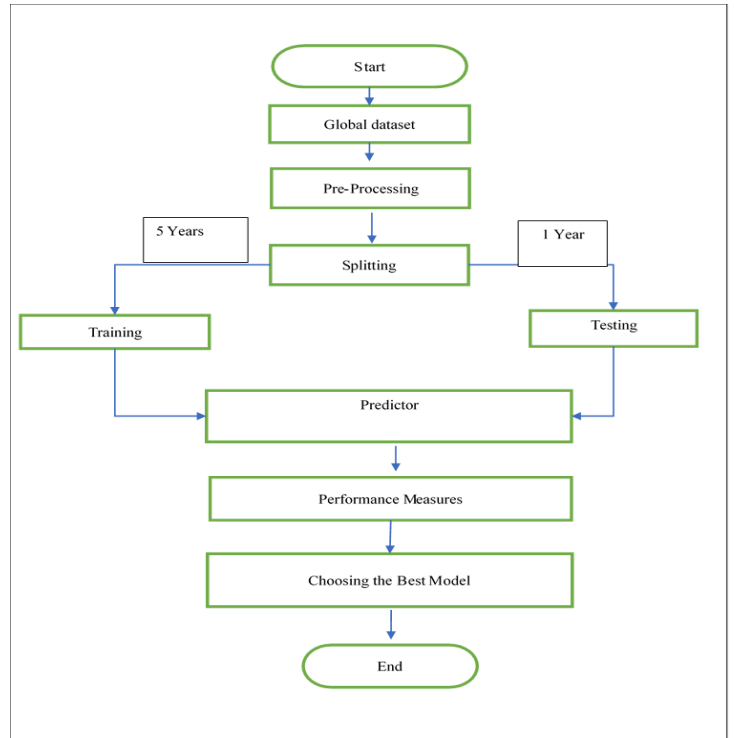 Start
Global dataset
Pre-Processing
5 Years
1 Year
Splitting
Training
Testing
Predictor
Performance Measures
Choosing the Best Model
End